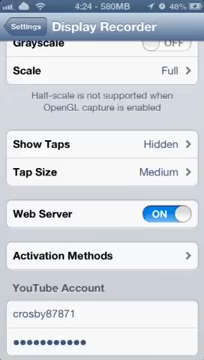 4:24 - 580MB
48%
Settings
Display Recorder
Grayscale
OFF
Scale
Full
Half-scale is not supported when
OpenGL capture is enabled
Show Taps
Hidden
Tap Size
Medium
Web Server
ON
Activation Methods
YouTube Account
crosby87871
●●●●●●●●●●●